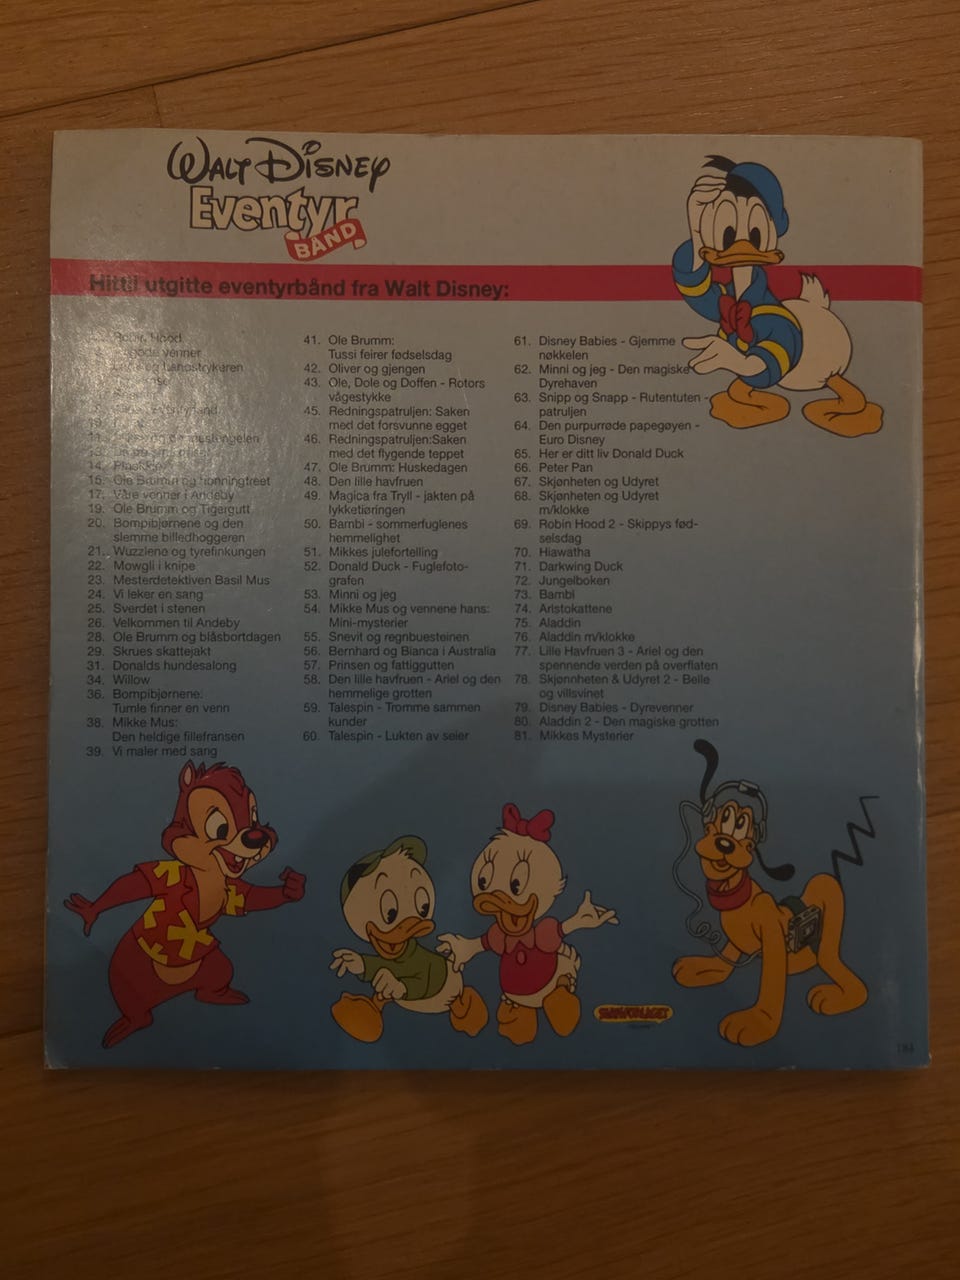 WALT DISNEY
Eventyr
BÅND
Hittil utgitte eventyrbånd fra Walt Disney:
Robin Hood
gode venner
og Landstrykeren
14. Pinocchio
15. Ole Brumm og honningtreet
17. Våre venner i Andeby
19. Ole Brumm og Tigergutt
20. Bompibjørnene og den
slemme billedhoggeren
21. Wuzzlene og tyrefinkungen
22. Mowgli i knipe
23. Mesterdetektiven Basil Mus
24. Vi leker en sang
25. Sverdet i stenen
26. Velkommen til Andeby
28. Ole Brumm og blåsbortdagen
29. Skrues skattejakt
31. Donalds hundesalong
34. Willow
36. Bompibjørnene:
Tumle finner en venn
38. Mikke Mus:
Den heldige fillefransen
39. Vi maler med sang
41. Ole Brumm:
Tussi feirer fødselsdag
42. Oliver og gjengen
43. Ole, Dole og Doffen - Rotors
vågestykke
45. Redningspatruljen: Saken
med det forsvunne egget
46. Redningspatruljen:Saken
med det flygende teppet
47. Ole Brumm: Huskedagen
48. Den lille havfruen
49. Magica fra Tryll - jakten på
lykketiøringen
50. Bambi - sommerfuglenes
hemmelighet
51. Mikkes julefortelling
52. Donald Duck - Fuglefoto-
grafen
53. Minni og jeg
54. Mikke Mus og vennene hans:
Mini-mysterier
55. Snevit og regnbuesteinen
56. Bernhard og Bianca i Australia
57. Prinsen og fattiggutten
58. Den lille havfruen - Ariel og den
hemmelige grotten
59. Talespin - Tromme sammen
kunder
60. Talespin - Lukten av seier
61. Disney Babies - Gjemme
nøkkelen
62. Minni og jeg - Den magiske
Dyrehaven
63. Snipp og Snapp - Rutentuten -
patruljen
64. Den purpurrøde papegøyen -
Euro Disney
65. Her er ditt liv Donald Duck
66. Peter Pan
67. Skjønheten og Udyret
68. Skjønheten og Udyret
m/klokke
69. Robin Hood 2 - Skippys fød-
selsdag
70. Hiawatha
71. Darkwing Duck
72. Jungelboken
73. Bambi
74. Aristokattene
75. Aladdin
76. Aladdin m/klokke
77. Lille Havfruen 3 - Ariel og den
spennende verden på overflaten
78. Skjønnheten & Udyret 2 - Belle
og villsvinet
79. Disney Babies - Dyrevenner
80. Aladdin 2 - Den magiske grotten
81. Mikkes Mysterier